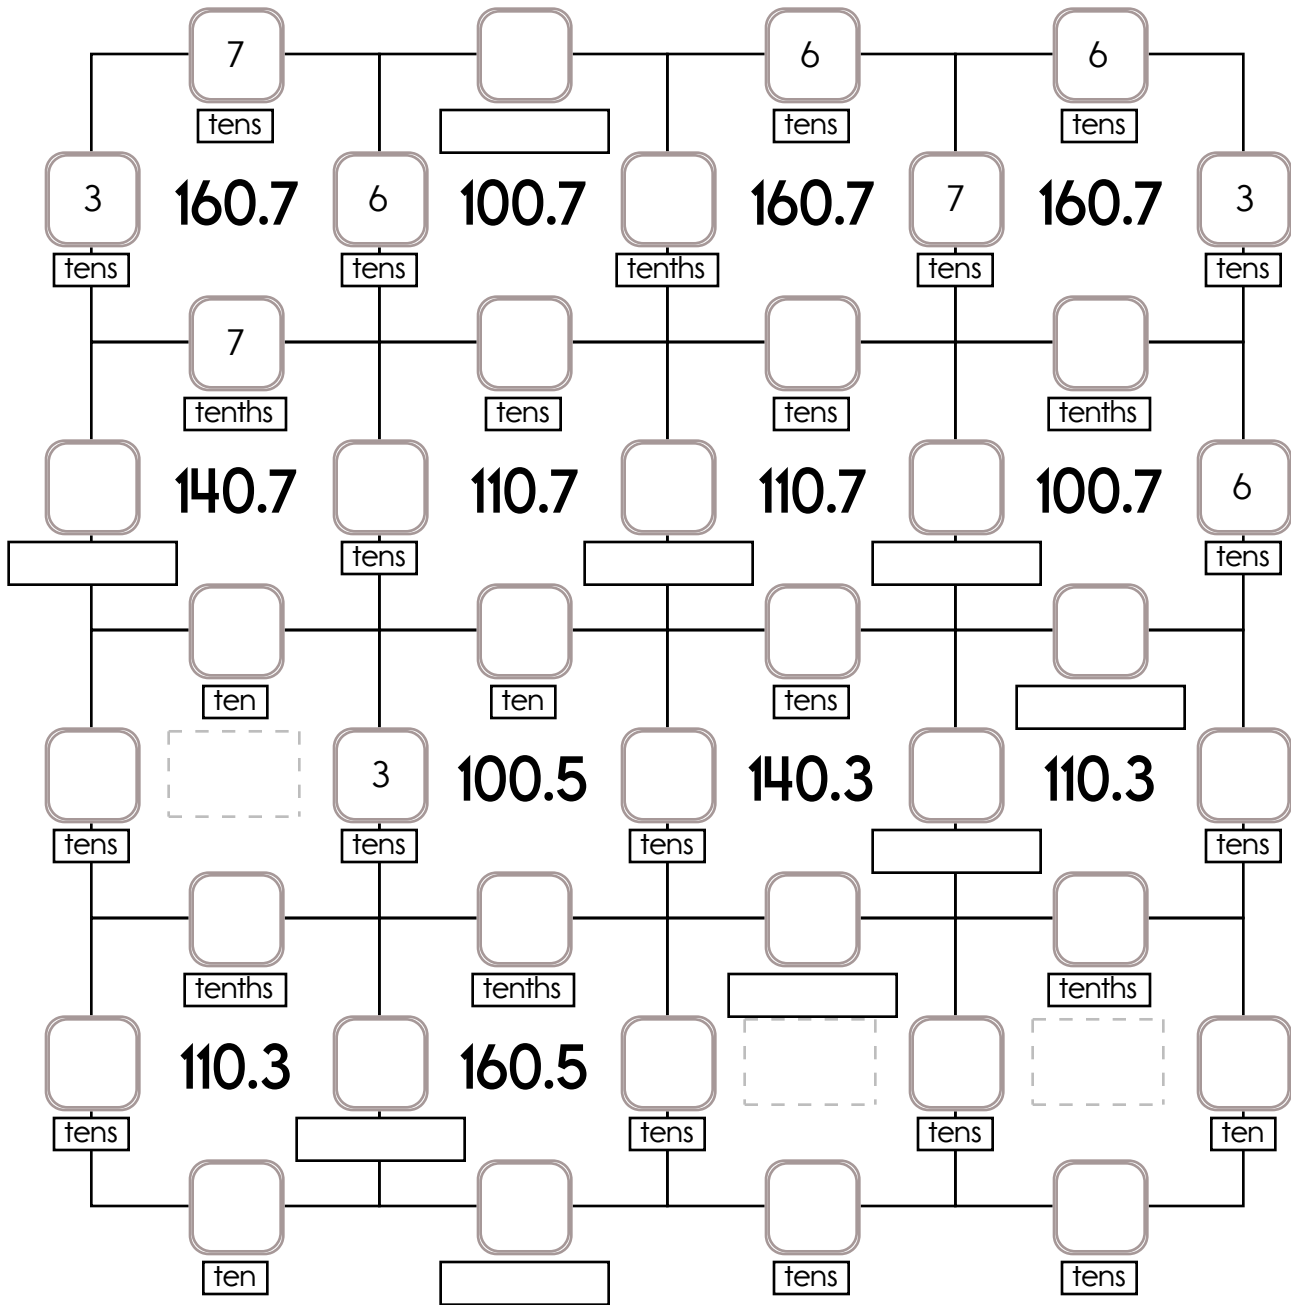 7 6 6
tens tens tens
3 160.7 6 100.7 160.7 7 160.7 3
tens tens tenths tens tens
7
tenths tens tens tenths
140.7 110.7 110.7 100.7 6
tens tens
ten ten tens
3 100.5 140.3 110.3
tens tens tens tens
tenths tenths tenths
110.3 160.5
tens tens tens ten
ten tens tens